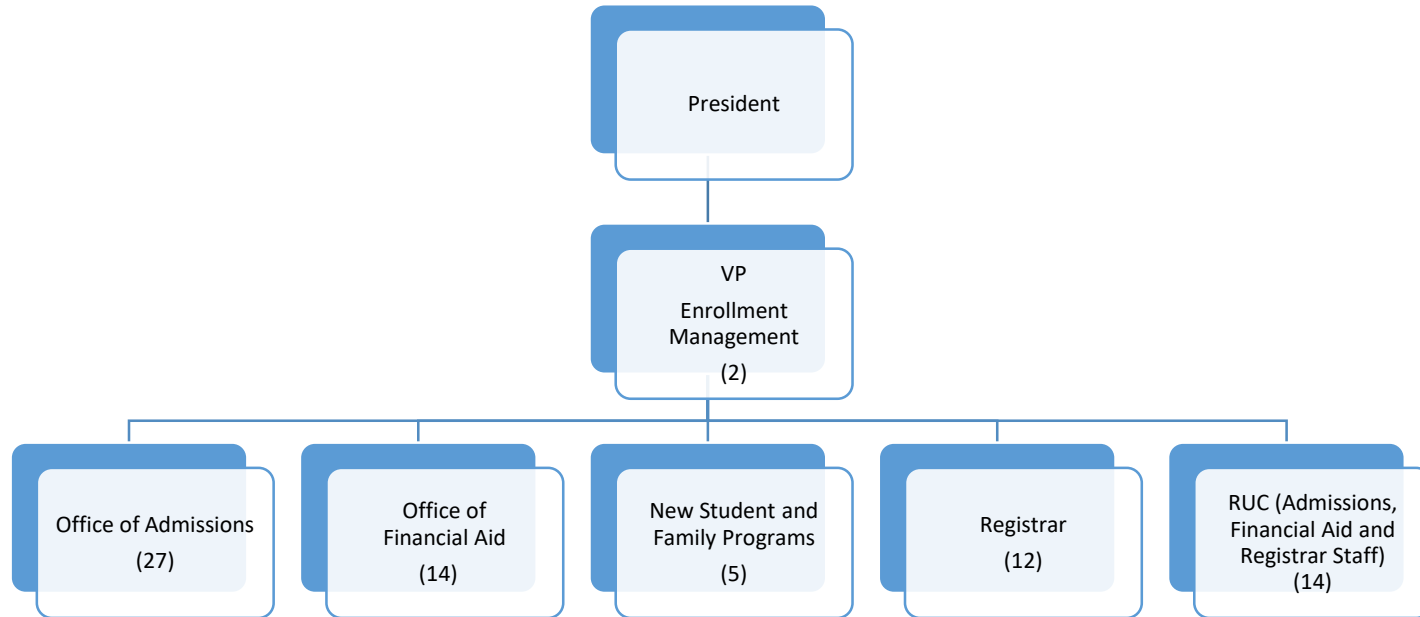 President
VP
Enrollment
Management
(2)
Office of Admissions
(27)
Office of
Financial Aid
(14)
New Student and
Family Programs
(5)
Registrar
(12)
RUC (Admissions,
Financial Aid and
Registrar Staff)
(14)